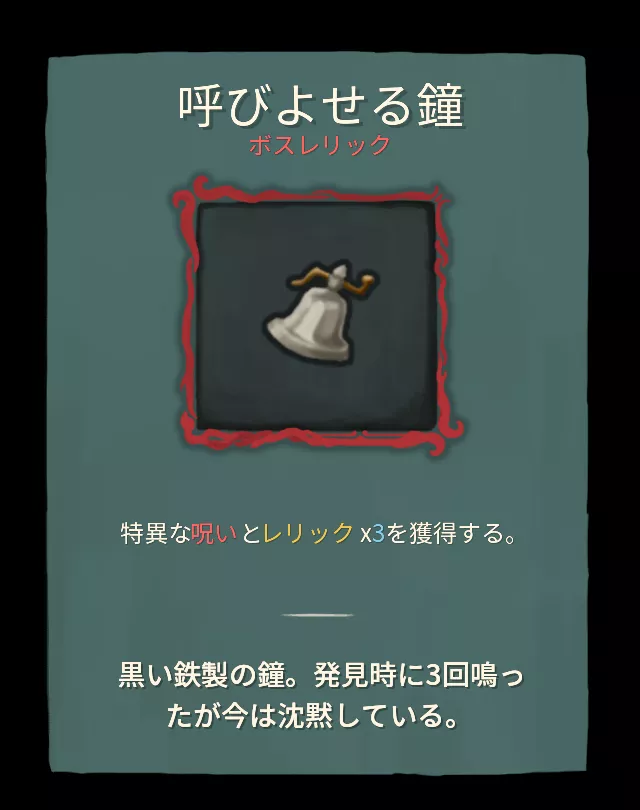 呼びよせる鐘
ボスレリック
特異な呪いとレリック x3を獲得する。
黒い鉄製の鐘。発見時に3回鳴っ
たが今は沈黙している。